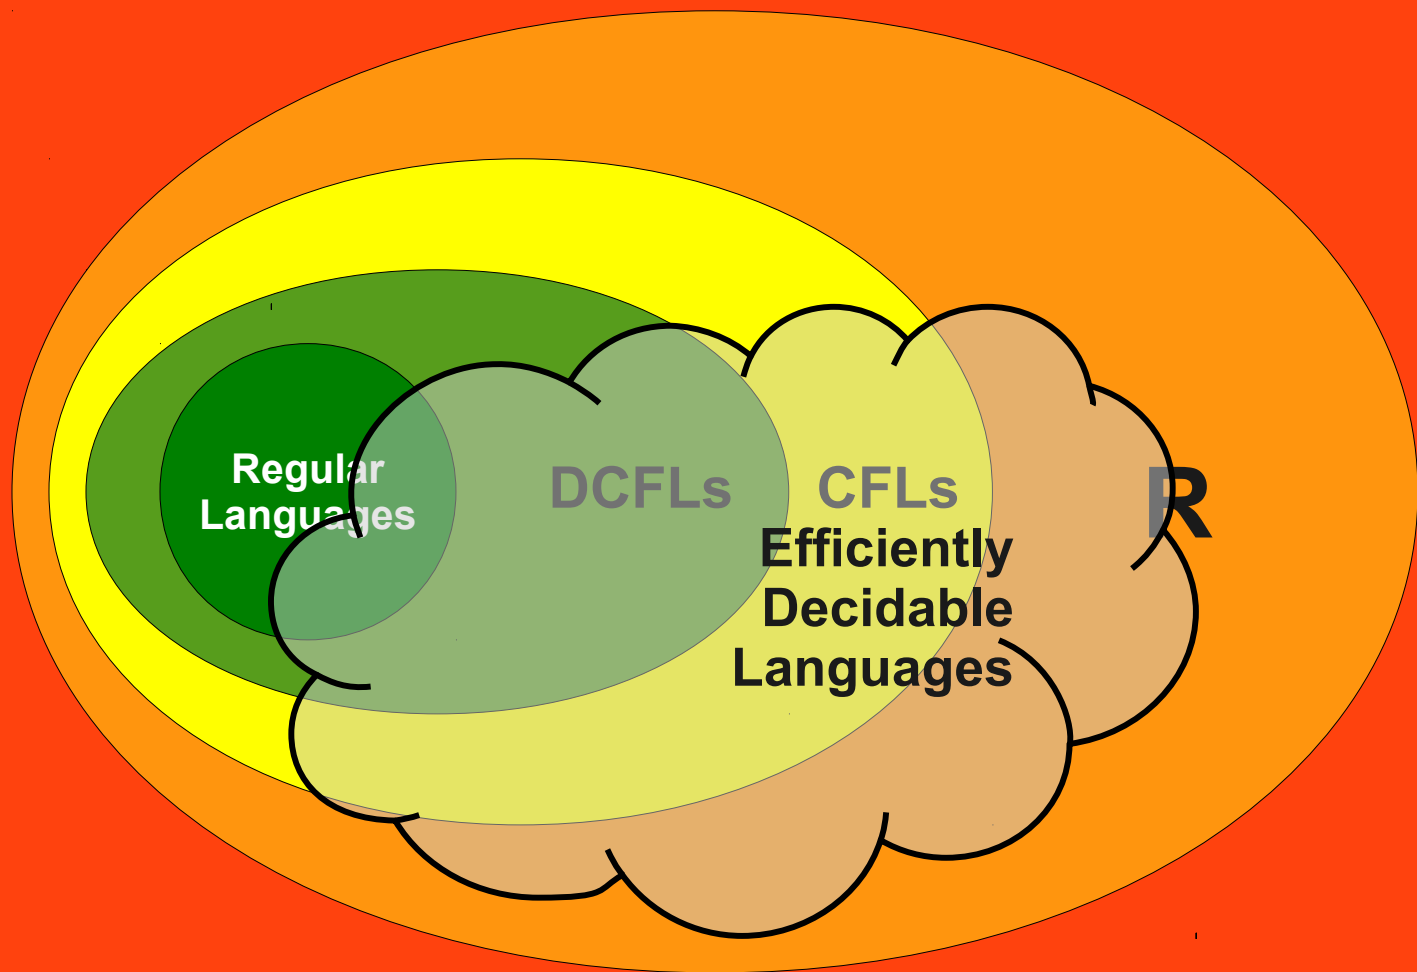 Regular
Languages
DCFLs
CFLs
Efficiently
Decidable
Languages
R